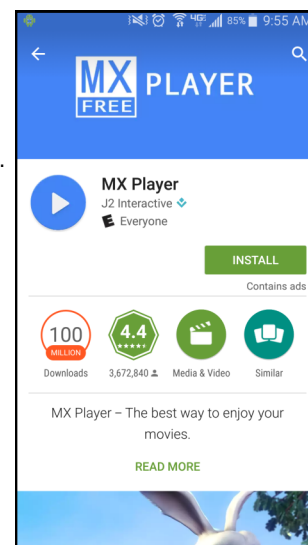 4G 85% 9:55 AM
MX PLAYER
FREE
.
MX Player
J2 Interactive
E Everyone
INSTALL
Contains ads
100
MILLION
4.4
Downloads
3,672,840
Media & Video
Similar
MX Player – The best way to enjoy your
movies.
READ MORE